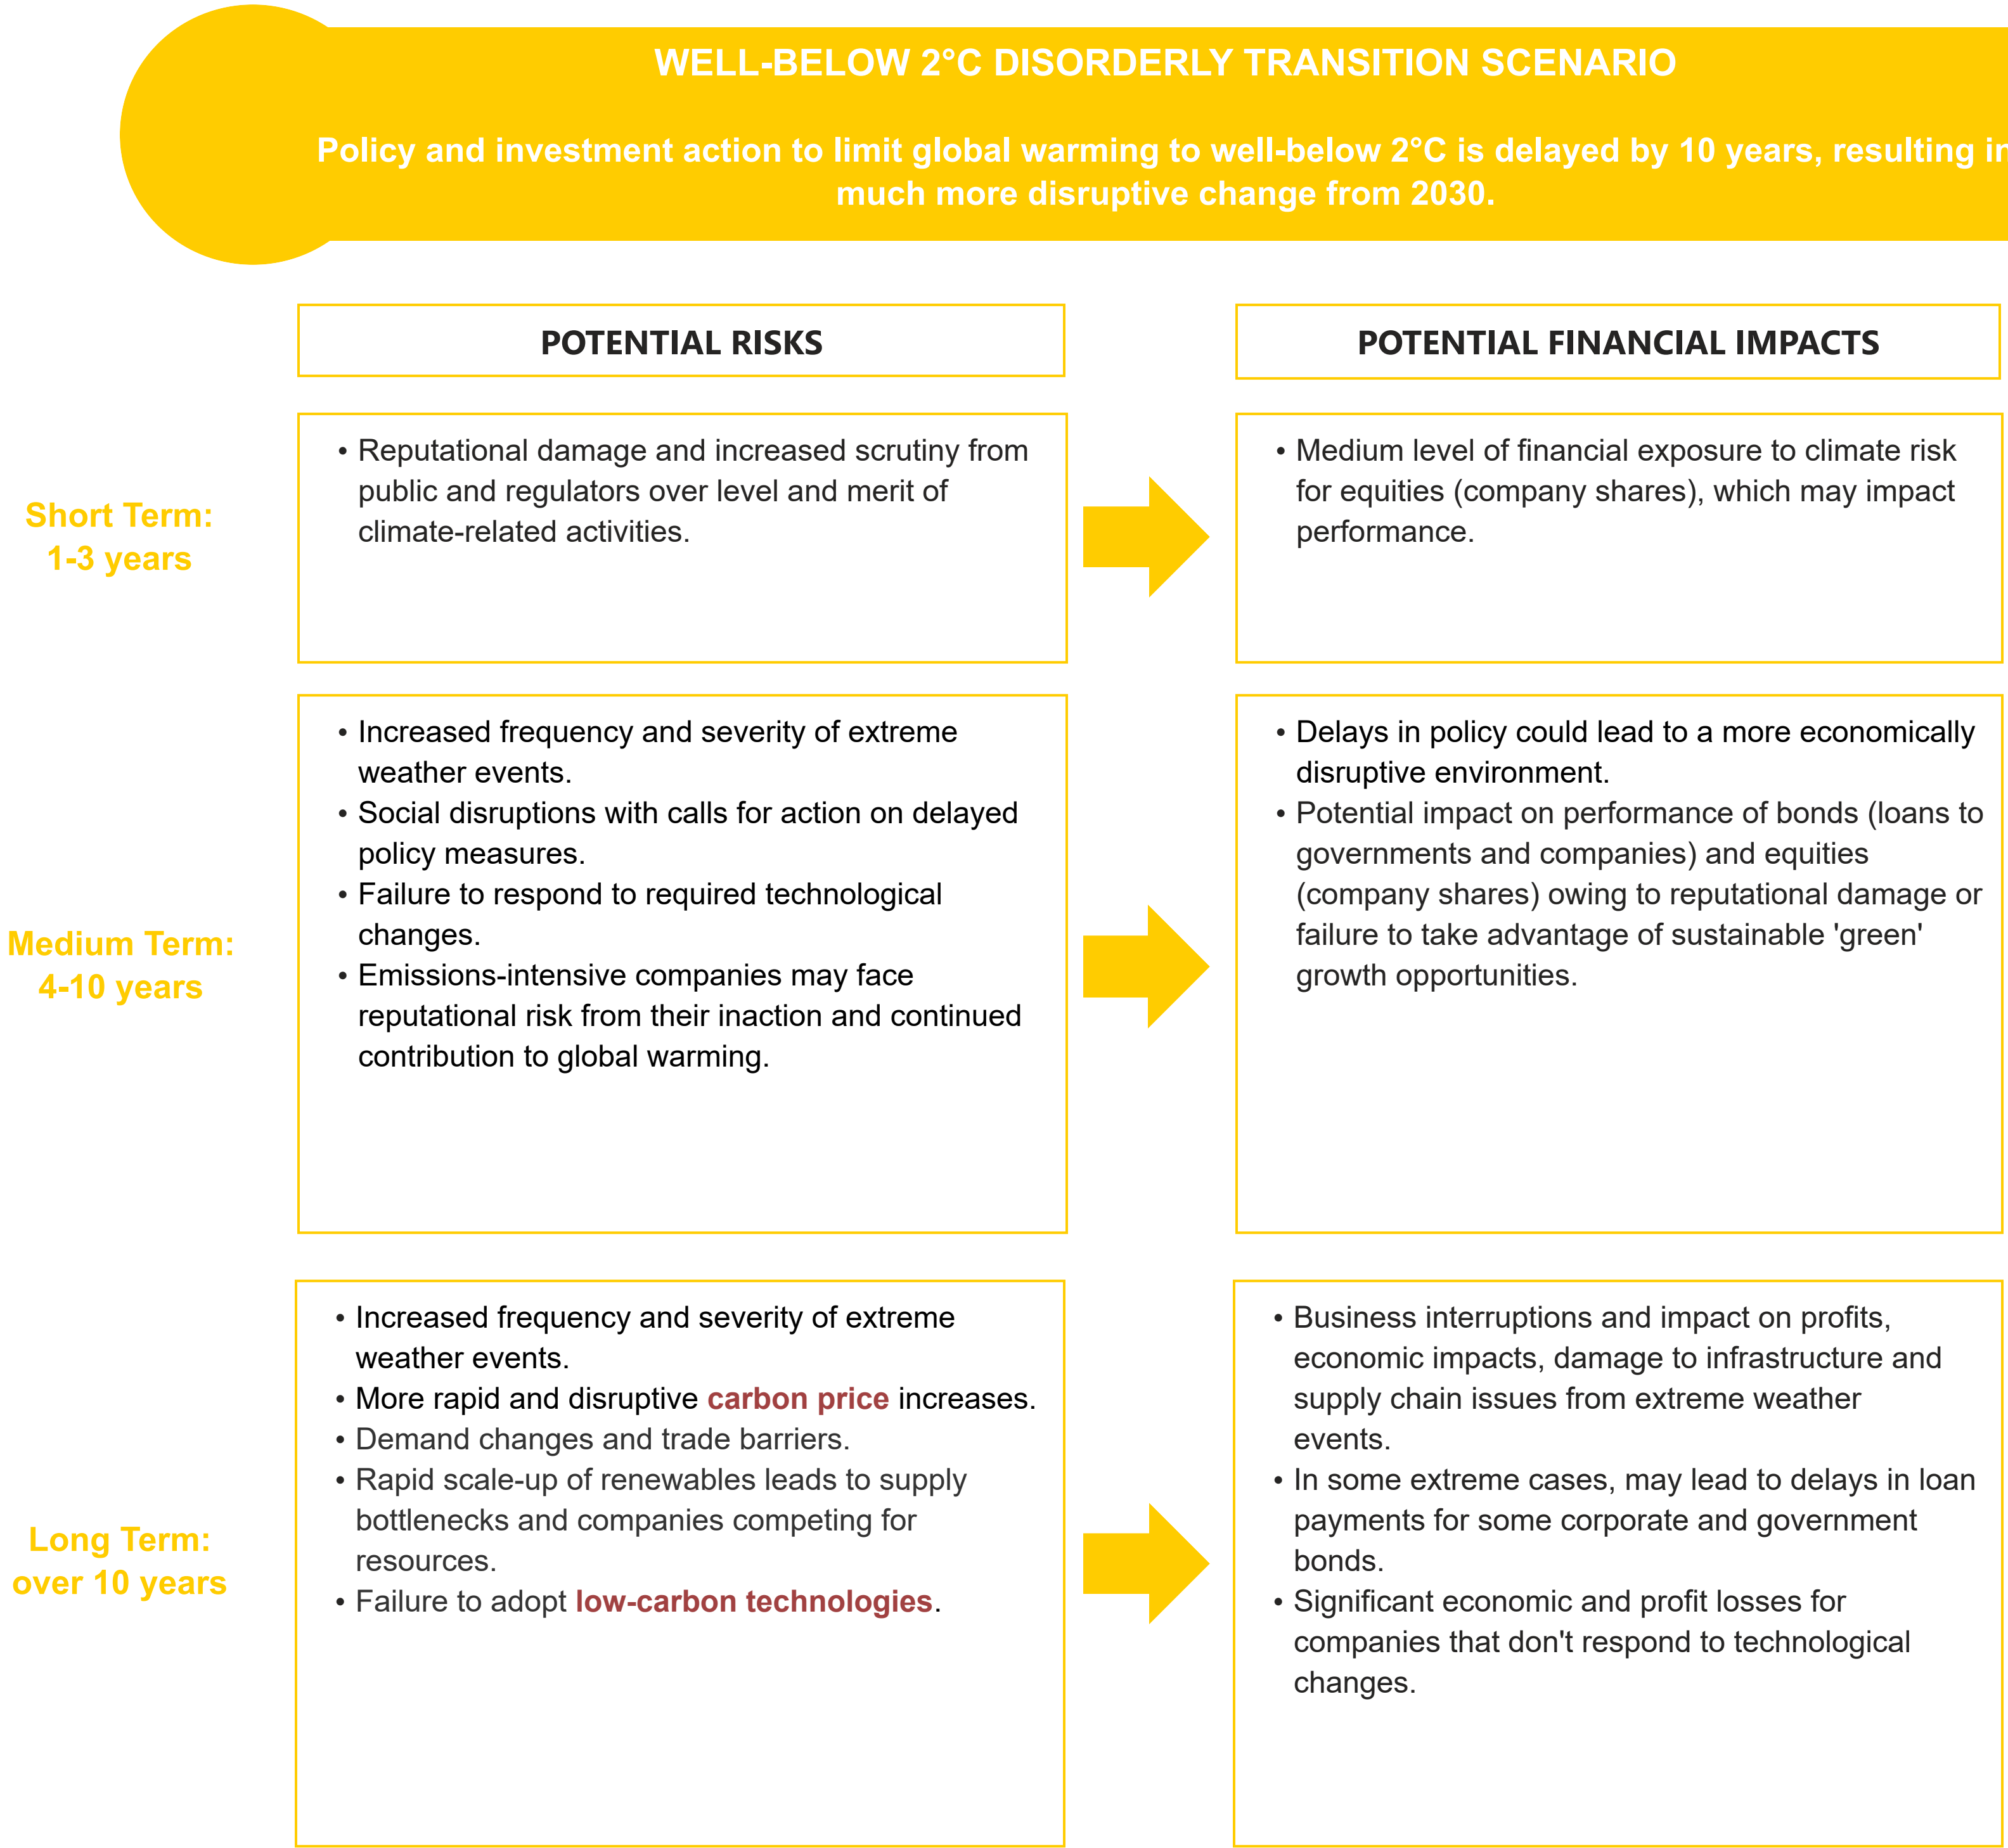 WELL-BELOW 2°C DISORDERLY TRANSITION SCENARIO
Policy and investment action to limit global warming to well-below 2°C is delayed by 10 years, resulting in
much more disruptive change from 2030.
POTENTIAL RISKS
POTENTIAL FINANCIAL IMPACTS
Short Term:
1-3 years
• Reputational damage and increased scrutiny from
public and regulators over level and merit of
climate-related activities.
• Medium level of financial exposure to climate risk
for equities (company shares), which may impact
performance.
Medium Term:
4-10 years
• Increased frequency and severity of extreme
weather events.
• Social disruptions with calls for action on delayed
policy measures.
• Failure to respond to required technological
changes.
• Emissions-intensive companies may face
reputational risk from their inaction and continued
contribution to global warming.
• Delays in policy could lead to a more economically
disruptive environment.
• Potential impact on performance of bonds (loans to
governments and companies) and equities
(company shares) owing to reputational damage or
failure to take advantage of sustainable 'green'
growth opportunities.
Long Term:
over 10 years
• Increased frequency and severity of extreme
weather events.
• More rapid and disruptive carbon price increases.
• Demand changes and trade barriers.
• Rapid scale-up of renewables leads to supply
bottlenecks and companies competing for
resources.
• Failure to adopt low-carbon technologies.
• Business interruptions and impact on profits,
economic impacts, damage to infrastructure and
supply chain issues from extreme weather
events.
• In some extreme cases, may lead to delays in loan
payments for some corporate and government
bonds.
• Significant economic and profit losses for
companies that don't respond to technological
changes.